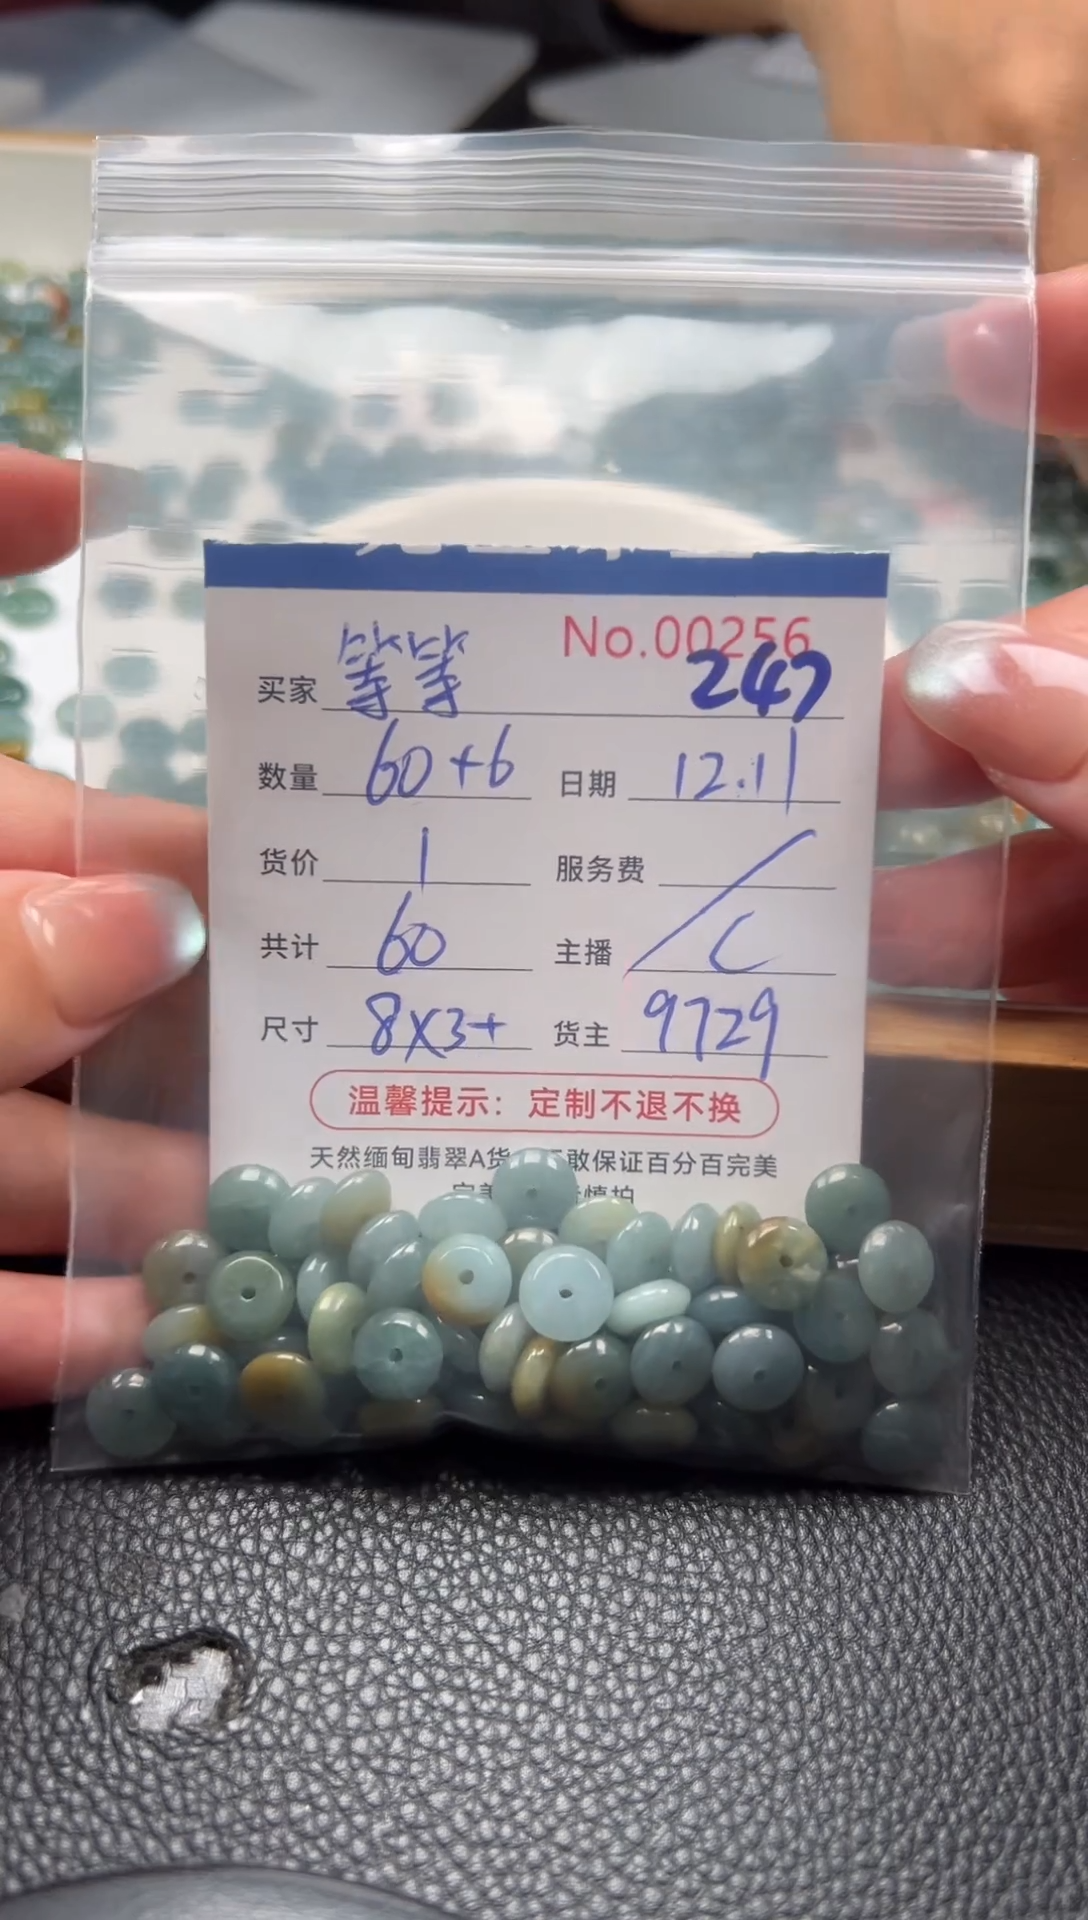 No.00256
买家 等等 247
数量 60+6 日期 12.11
货价 1 服务费 /
共计 60 主播 C
尺寸 8X3+ 货主 9729
温馨提示：定制不退不换
天然缅甸翡翠A货 敢保证百分百完美
慎拍